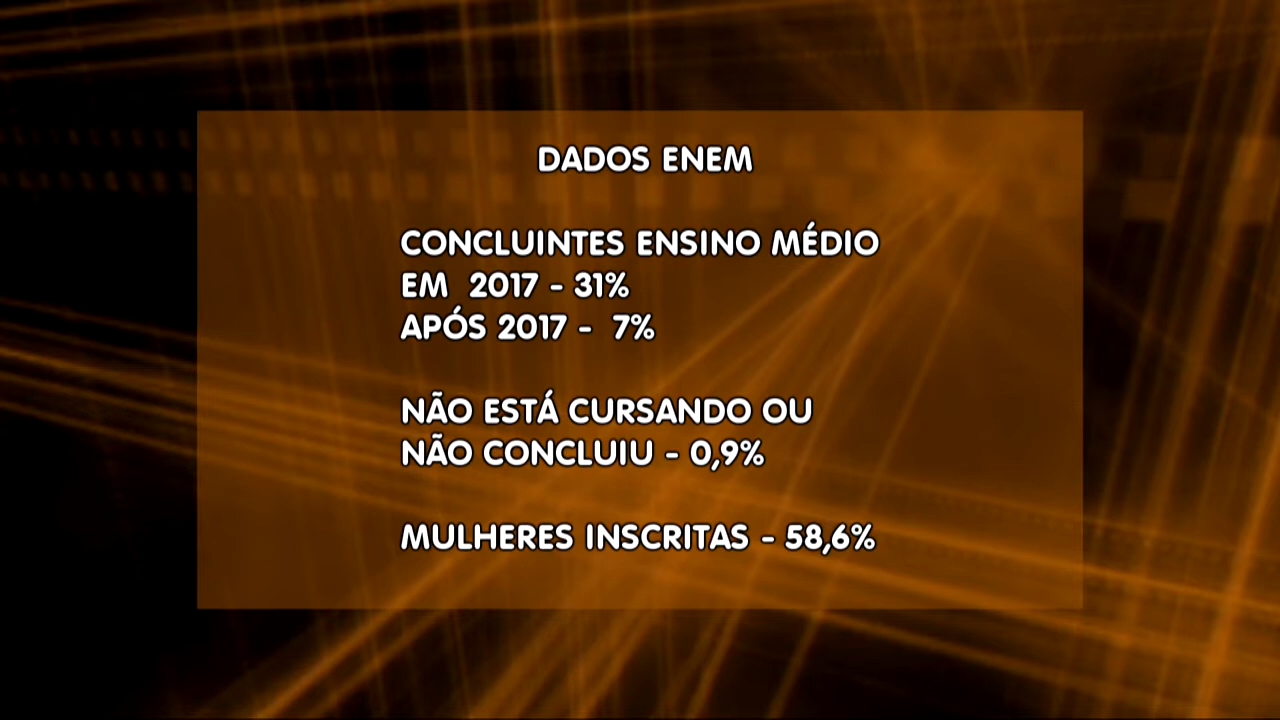 DADOS ENEM
CONCLUINTES ENSINO MÉDIO
EM 2017 - 31%
APÓS 2017 - 7%
NÃO ESTÁ CURSANDO OU
NÃO CONCLUIU - 0,9%
MULHERES INSCRITAS - 58,6%